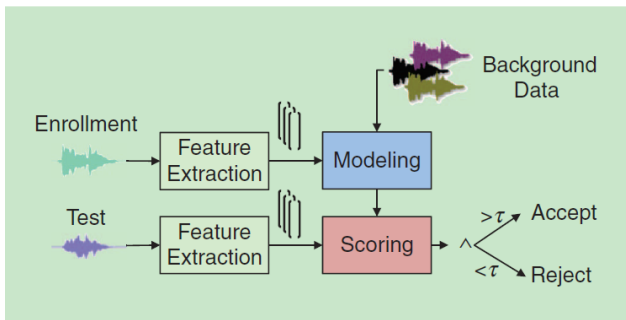 Background
Data
Enrollment
Feature
Extraction
Modeling
Test
Feature
Extraction
Scoring
Λ
>τ
<τ
Accept
Reject